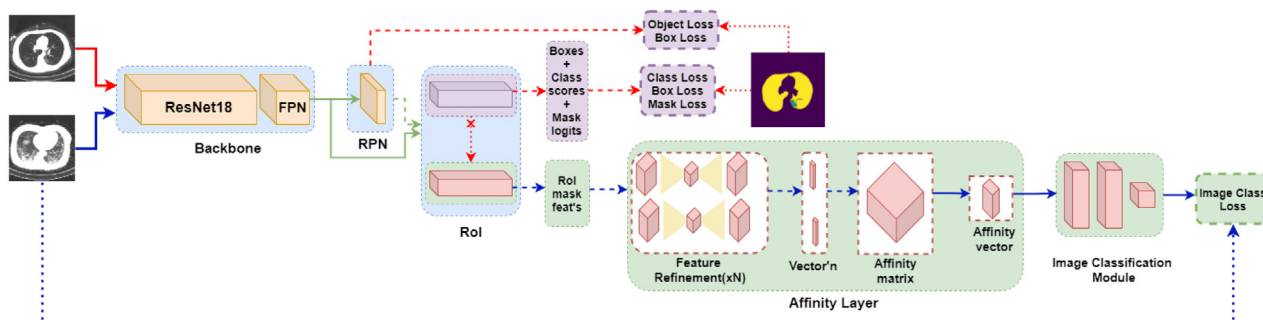 ResNet18
FPN
Backbone
RPN
RoI
Boxes
+
Class
scores
+
Mask
logits
Object Loss
Box Loss
Class Loss
Box Loss
Mask Loss
RoI
mask
feat's
Feature
Refinement(xN)
Vector'n
Affinity
matrix
Affinity
vector
Affinity Layer
Image Classification
Module
Image Class
Loss